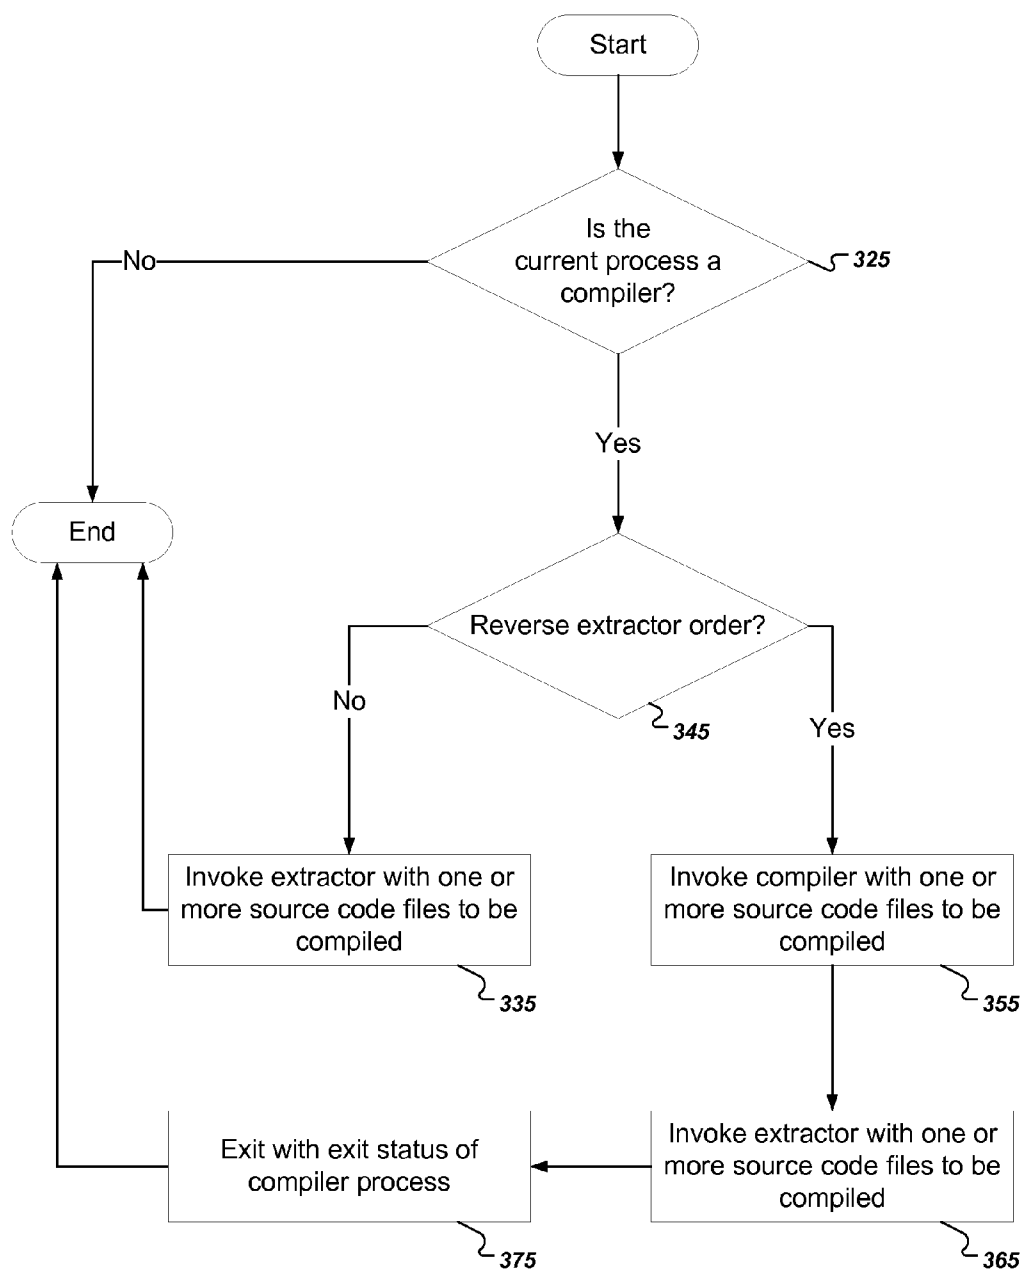 Start
Is the
current process a
compiler?
325
No
Yes
End
Reverse extractor order?
345
No
Yes
Invoke extractor with one or
more source code files to be
compiled
335
Invoke compiler with one or
more source code files to be
compiled
355
Exit with exit status of
compiler process
375
Invoke extractor with one or
more source code files to be
compiled
365